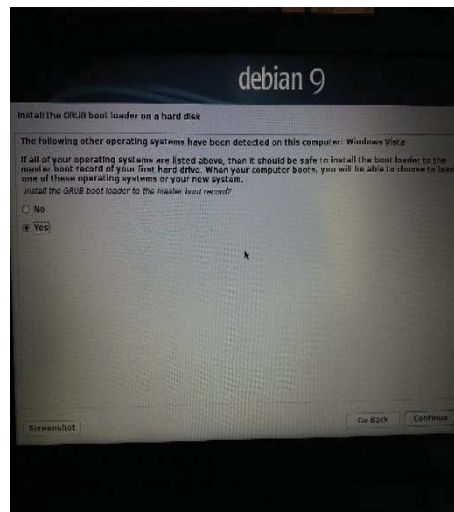 debian 9
Install the GRUB boot loader on a hard disk
The following other operating systems have been detected on this computer: Windows Vista
If all of your operating systems are listed above, then it should be safe to install the boot loader to the
master boot record of your first hard drive. When your computer boots, you will be able to choose to load
one of these operating systems or your new system.
Install the GRUB boot loader to the master boot record?
No
Yes
Screenshot
Go Back
Continue